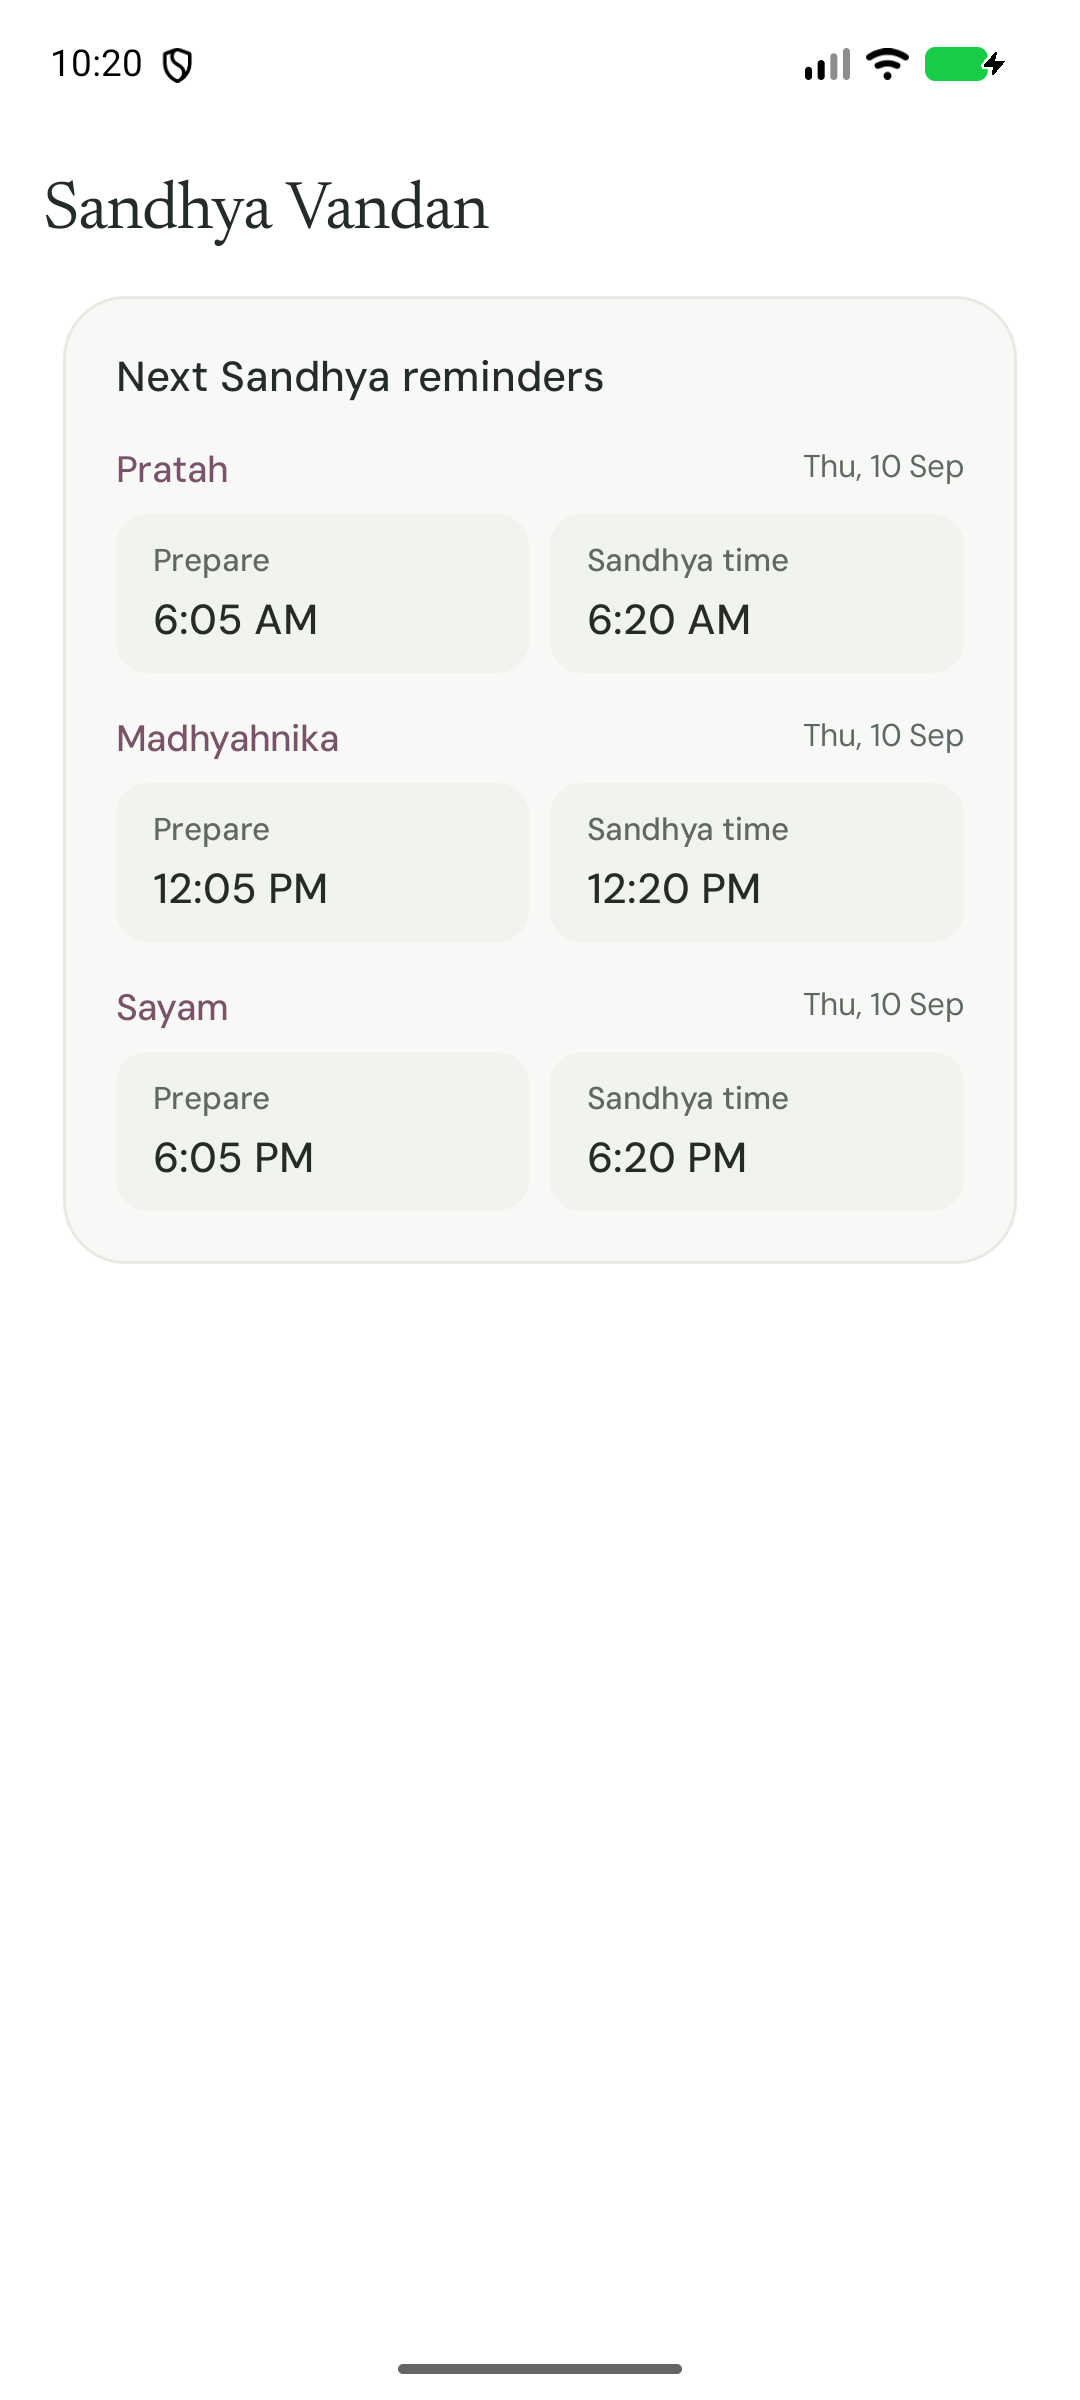 10:20
Sandhya Vandan
Next Sandhya reminders
Pratah Thu, 10 Sep
Prepare Sandhya time
6:05 AM 6:20 AM
Madhyahnika Thu, 10 Sep
Prepare Sandhya time
12:05 PM 12:20 PM
Sayam Thu, 10 Sep
Prepare Sandhya time
6:05 PM 6:20 PM